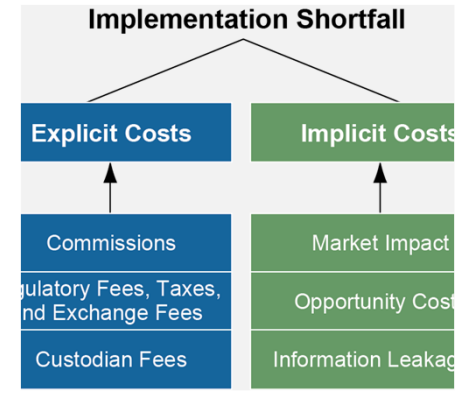 Implementation Shortfall
Explicit Costs
Implicit Costs
Commissions
gulatory Fees, Taxes,
nd Exchange Fees
Custodian Fees
Market Impact
Opportunity Cost
Information Leakag